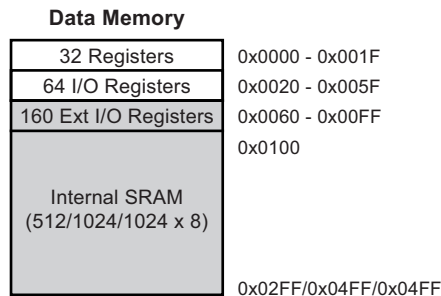 Data Memory
32 Registers 0x0000 - 0x001F
64 I/O Registers 0x0020 - 0x005F
160 Ext I/O Registers 0x0060 - 0x00FF
0x0100
Internal SRAM
(512/1024/1024 x 8)
0x02FF/0x04FF/0x04FF